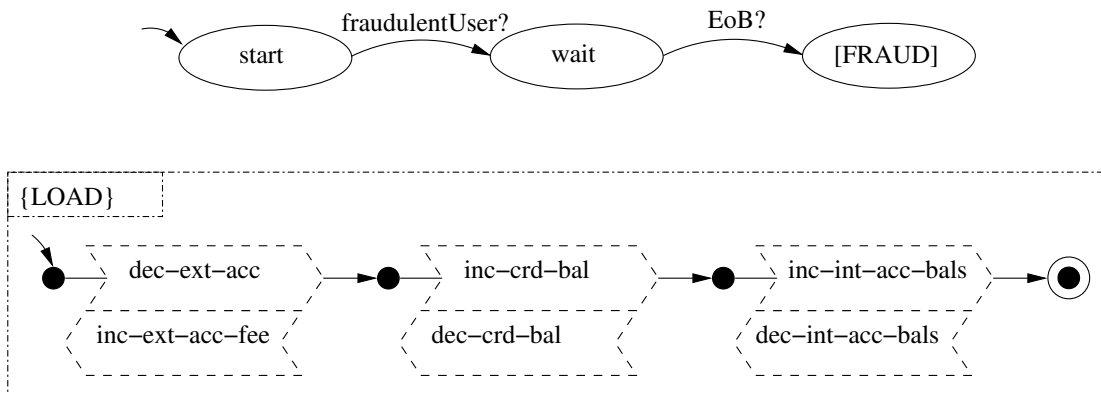 fraudulentUser?
EoB?
start
wait
[FRAUD]
{LOAD}
dec-ext-acc
inc-crd-bal
inc-int-acc-bals
inc-ext-acc-fee
dec-crd-bal
dec-int-acc-bals